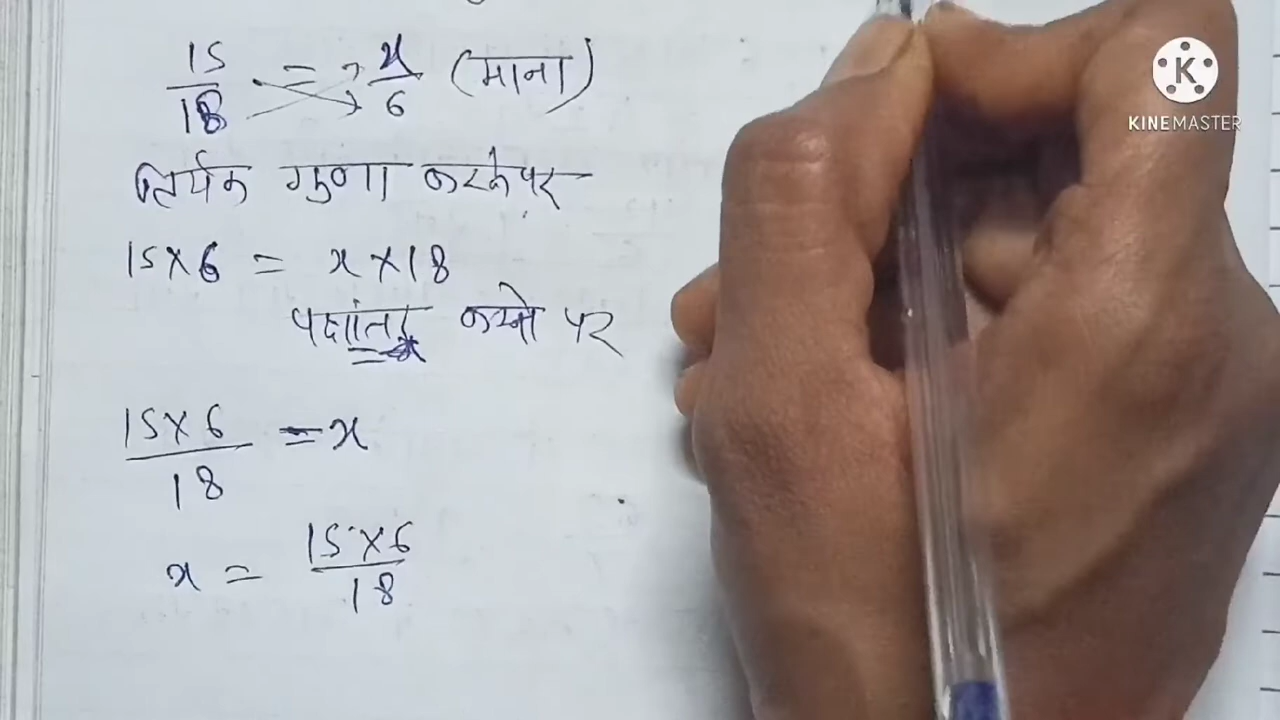 15/18 = x/6 (माना)
तिर्यक गुणा करके पर
15×6 = x×18
पक्षांतर करने पर
15×6/18 = x
x = 15×6/18
K
KINEMASTER